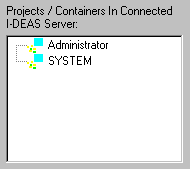 Projects / Containers In Connected
I-DEAS Server:
Administrator
SYSTEM